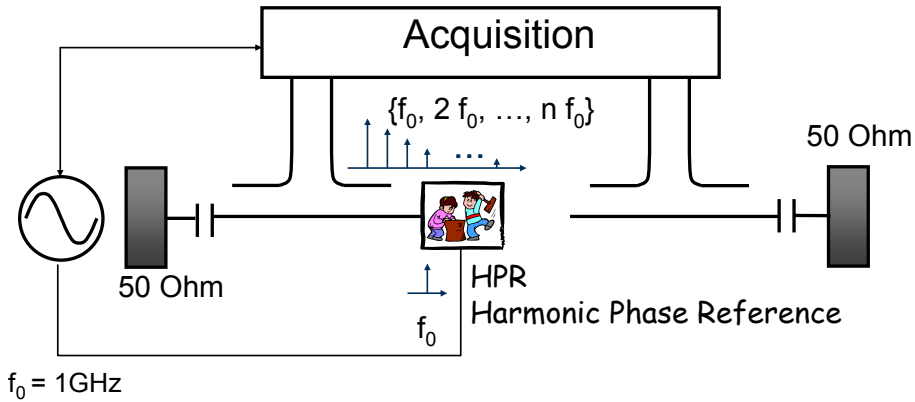 Acquisition
{f₀, 2 f₀, ..., n f₀}
50 Ohm
50 Ohm
HPR
Harmonic Phase Reference
f₀
f₀ = 1GHz